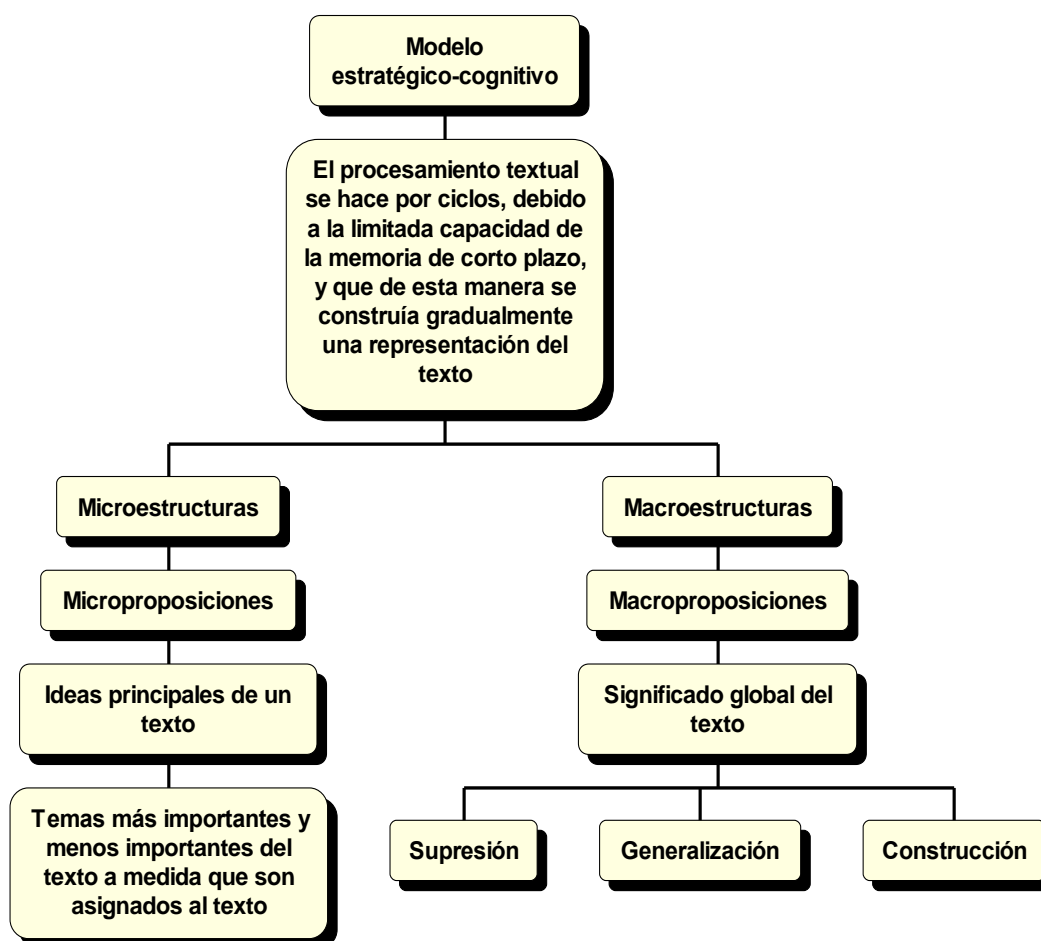 Modelo
estratégico-cognitivo
El procesamiento textual
se hace por ciclos, debido
a la limitada capacidad de
la memoria de corto plazo,
y que de esta manera se
construía gradualmente
una representación del
texto
Microestructuras
Microproposiciones
Ideas principales de un
texto
Temas más importantes y
menos importantes del
texto a medida que son
asignados al texto
Macroestructuras
Macroproposiciones
Significado global del
texto
Supresión
Generalización
Construcción